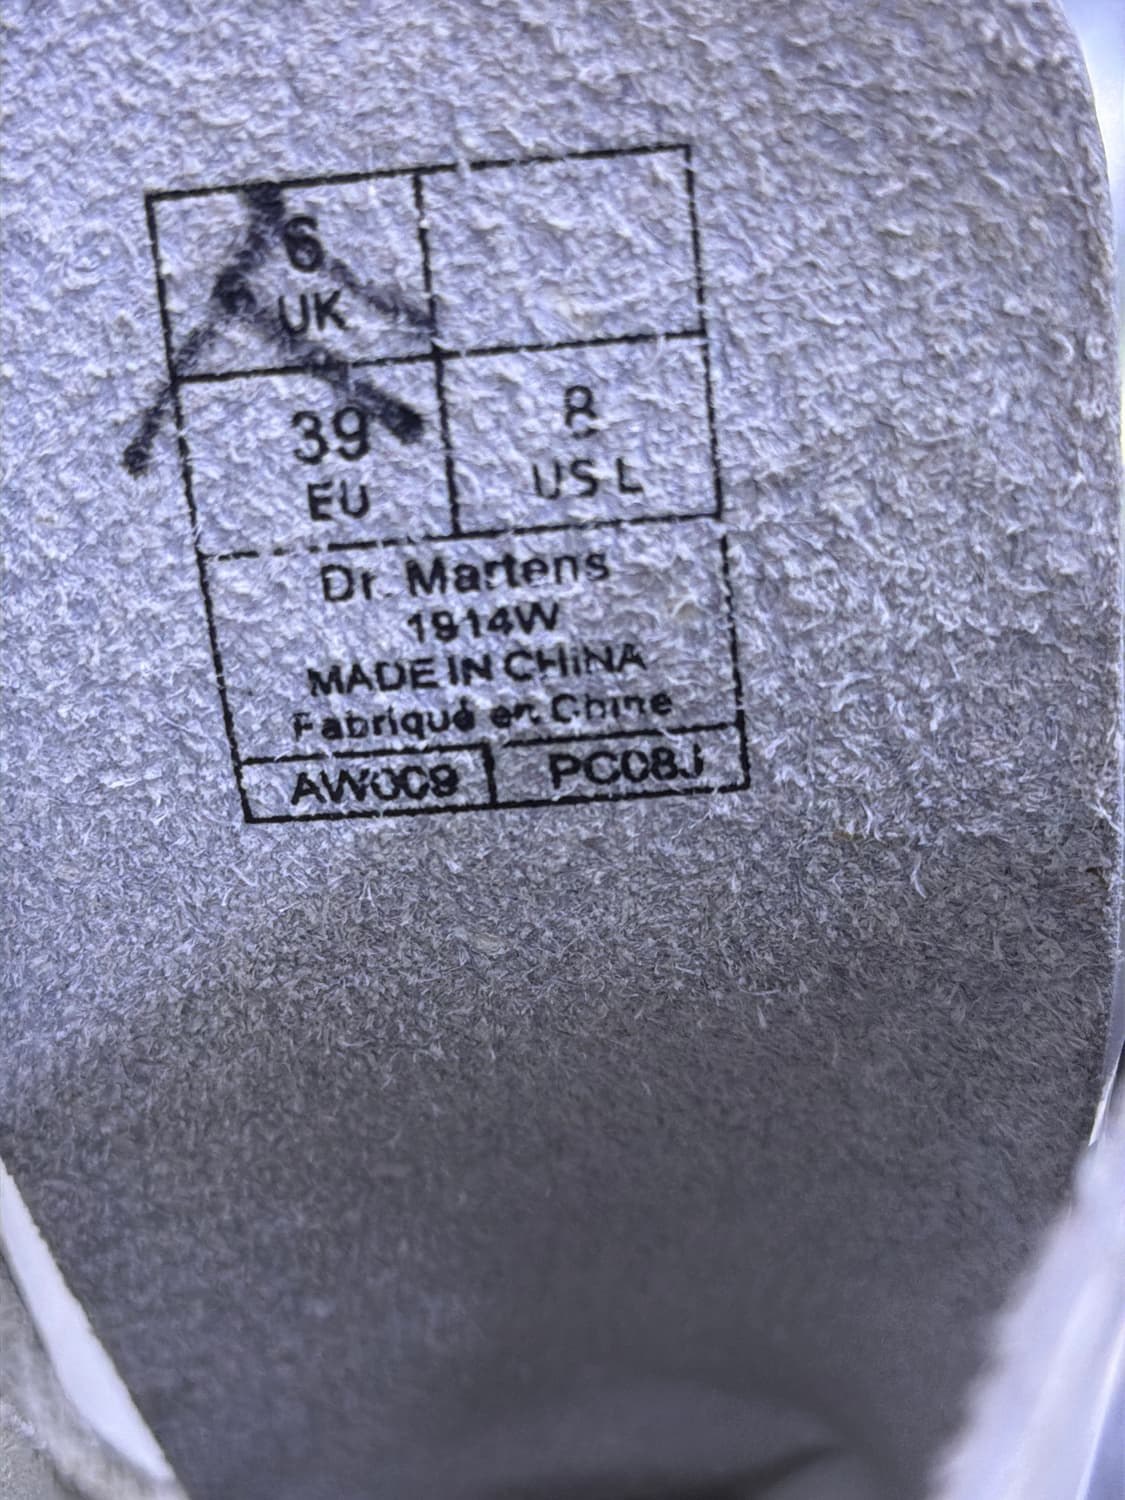 6
UK
39
EU
8
US L
Dr. Martens
1914W
MADE IN CHINA
Fabriqué en Chine
AW009
PC08J